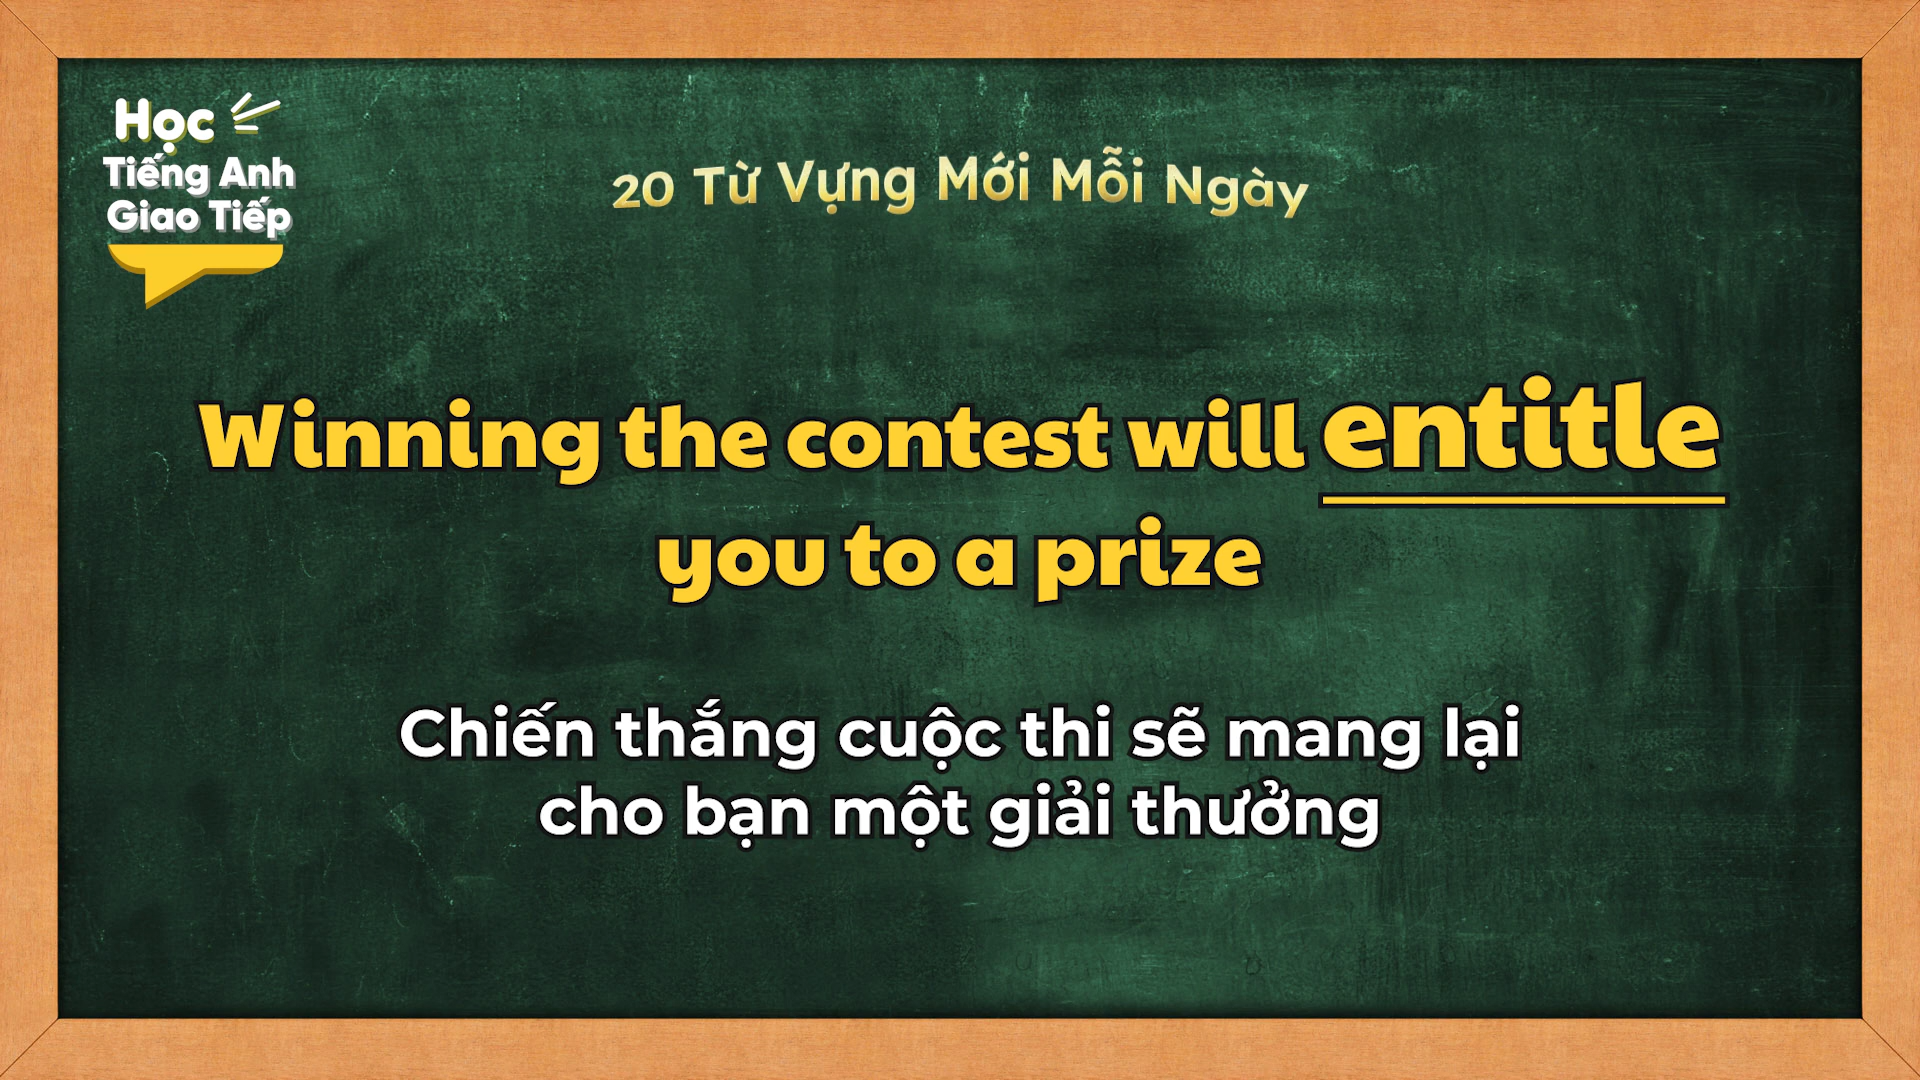 Học
Tiếng Anh
Giao Tiếp
20 Từ Vựng Mới Mỗi Ngày
Winning the contest will entitle
you to a prize
Chiến thắng cuộc thi sẽ mang lại
cho bạn một giải thưởng